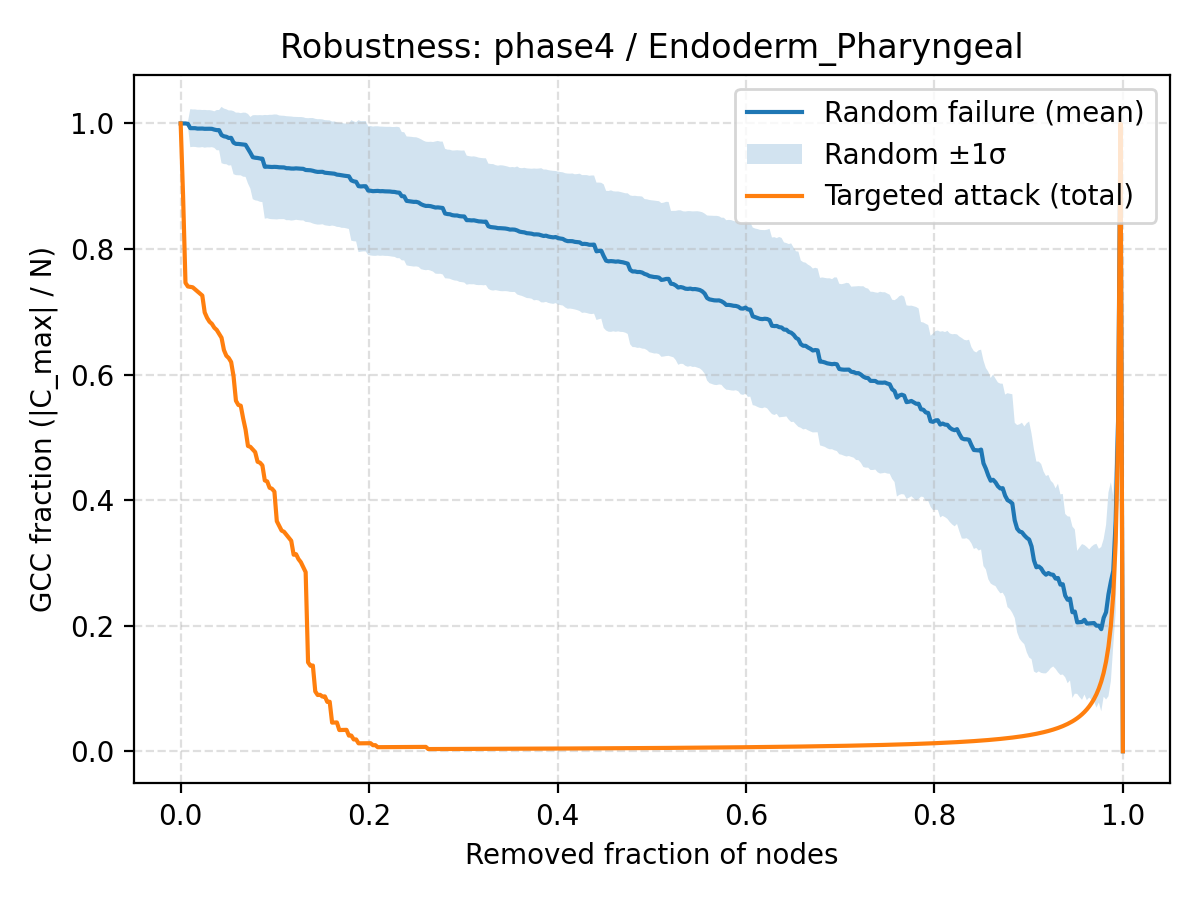 Robustness: phase4 / Endoderm_Pharyngeal
Random failure (mean)
Random ±1σ
Targeted attack (total)
GCC fraction (|C_max| / N)
1.0
0.8
0.6
0.4
0.2
0.0
0.0 0.2 0.4 0.6 0.8 1.0
Removed fraction of nodes